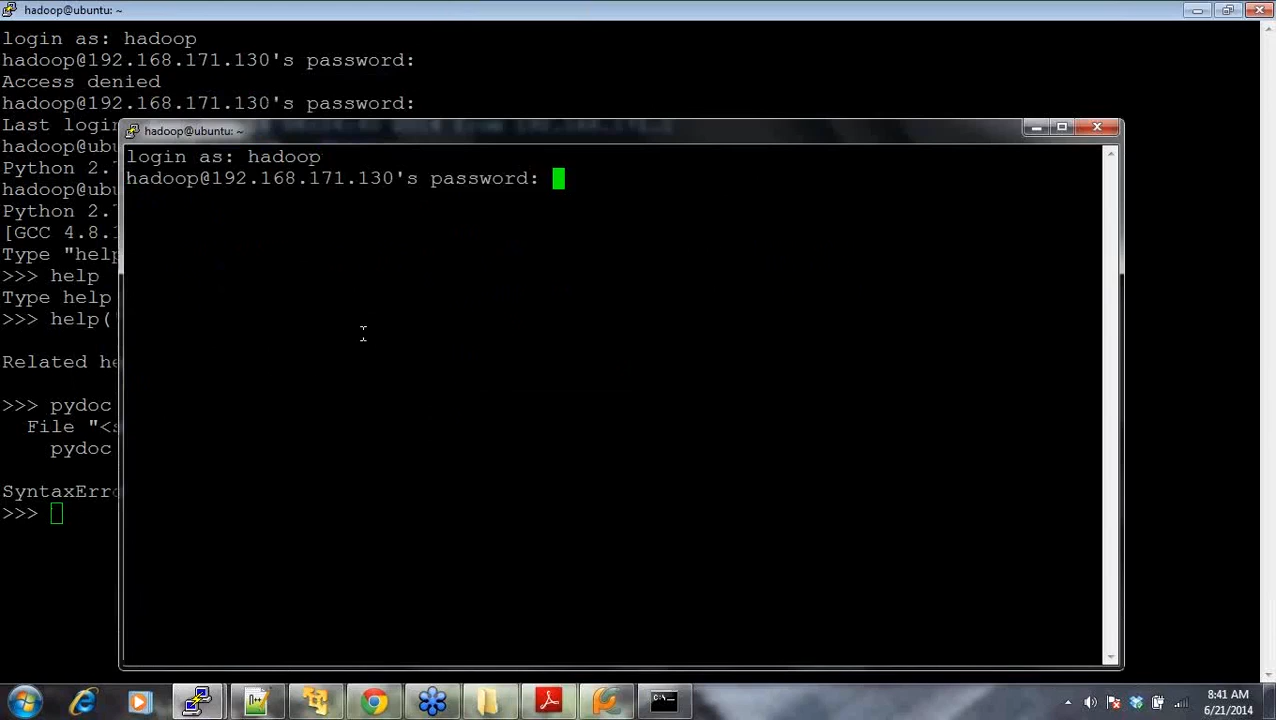 hadoop@ubuntu: ~
login as: hadoop
hadoop@192.168.171.130's password:
Access denied
hadoop@192.168.171.130's password:
Last login
hadoop@ubu
Python 2.
hadoop@ubu
Python 2.
[GCC 4.8.
Type "help
>>> help
Type help
>>> help(
Related he
>>> pydoc
File "<s
pydoc
SyntaxErro
>>>
hadoop@ubuntu: ~
login as: hadoop
hadoop@192.168.171.130's password:
8:41 AM
6/21/2014